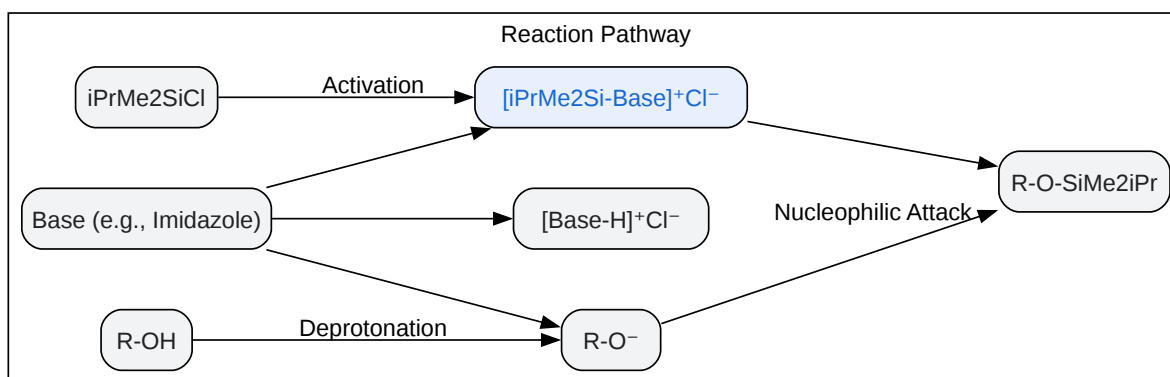 Reaction Pathway
iPrMe2SiCl
Activation
[iPrMe2Si-Base]⁺Cl⁻
R-O-SiMe2iPr
Base (e.g., Imidazole)
[Base-H]⁺Cl⁻
Nucleophilic Attack
R-OH
Deprotonation
R-O⁻